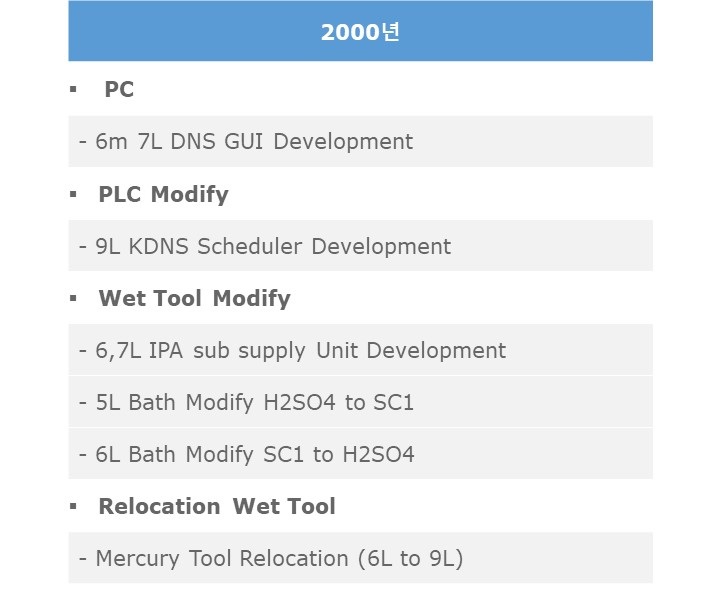 2000년
▪ PC
- 6m 7L DNS GUI Development
▪ PLC Modify
- 9L KDNS Scheduler Development
▪ Wet Tool Modify
- 6,7L IPA sub supply Unit Development
- 5L Bath Modify H2SO4 to SC1
- 6L Bath Modify SC1 to H2SO4
▪ Relocation Wet Tool
- Mercury Tool Relocation (6L to 9L)